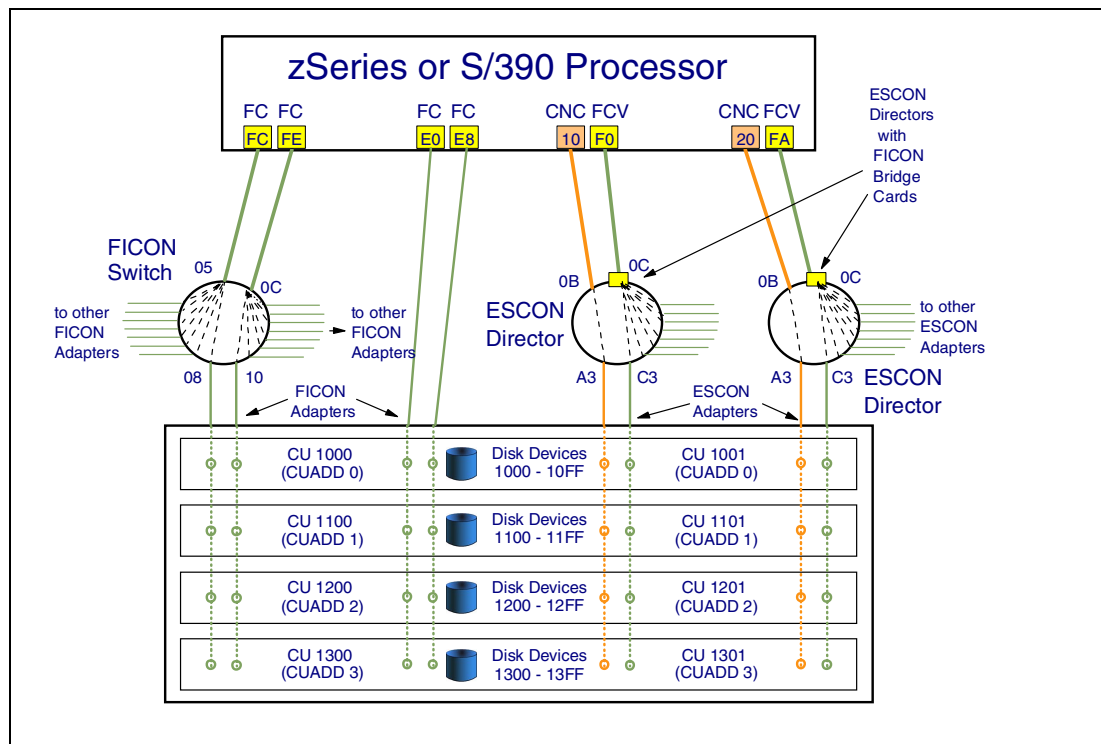 zSeries or S/390 Processor
FC FC
FC FC
CNC FCV
CNC FCV
FC
FE
E0
E8
10
F0
20
FA
ESCON
Directors
with
FICON
Bridge
Cards
FICON
Switch
05
0C
0B
0C
0B
0C
to other
FICON
Adapters
to other
FICON
Adapters
ESCON
Director
to other
ESCON
Adapters
08
10
A3
C3
A3
C3
ESCON
Director
FICON
Adapters
ESCON
Adapters
CU 1000
(CUADD 0)
Disk Devices
1000 - 10FF
CU 1001
(CUADD 0)
CU 1100
(CUADD 1)
Disk Devices
1100 - 11FF
CU 1101
(CUADD 1)
CU 1200
(CUADD 2)
Disk Devices
1200 - 12FF
CU 1201
(CUADD 2)
CU 1300
(CUADD 3)
Disk Devices
1300 - 13FF
CU 1301
(CUADD 3)